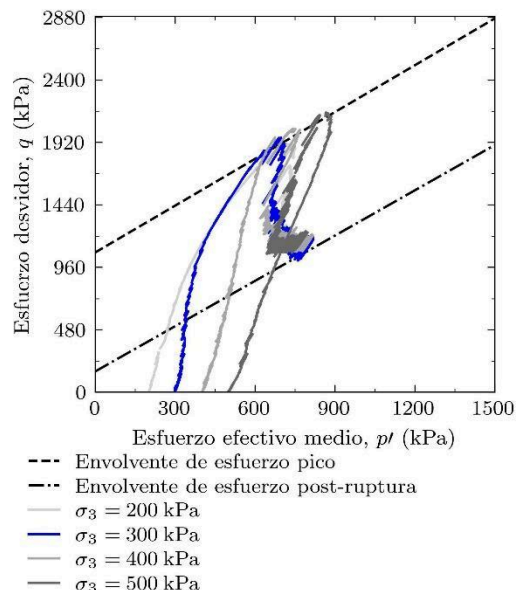 2880
2400
1920
1440
960
480
0
Esfuerzo desvidor, q (kPa)
0 300 600 900 1200 1500
Esfuerzo efectivo medio, p′ (kPa)
Envolvente de esfuerzo pico
Envolvente de esfuerzo post-ruptura
σ₃ = 200 kPa
σ₃ = 300 kPa
σ₃ = 400 kPa
σ₃ = 500 kPa